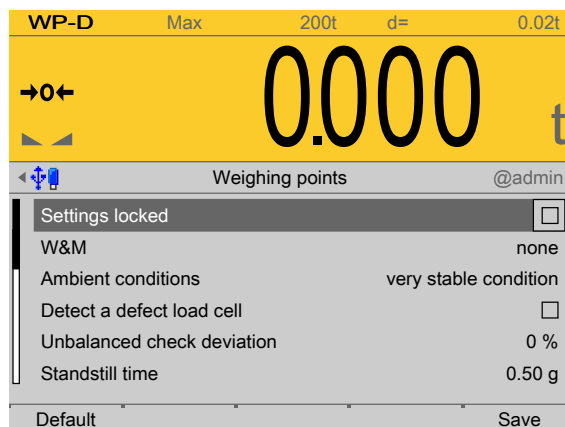 WP-D Max 200t d= 0.02t
→0←
0.000 t
Weighing points @admin
Settings locked
W&M none
Ambient conditions very stable condition
Detect a defect load cell
Unbalanced check deviation 0 %
Standstill time 0.50 g
Default Save